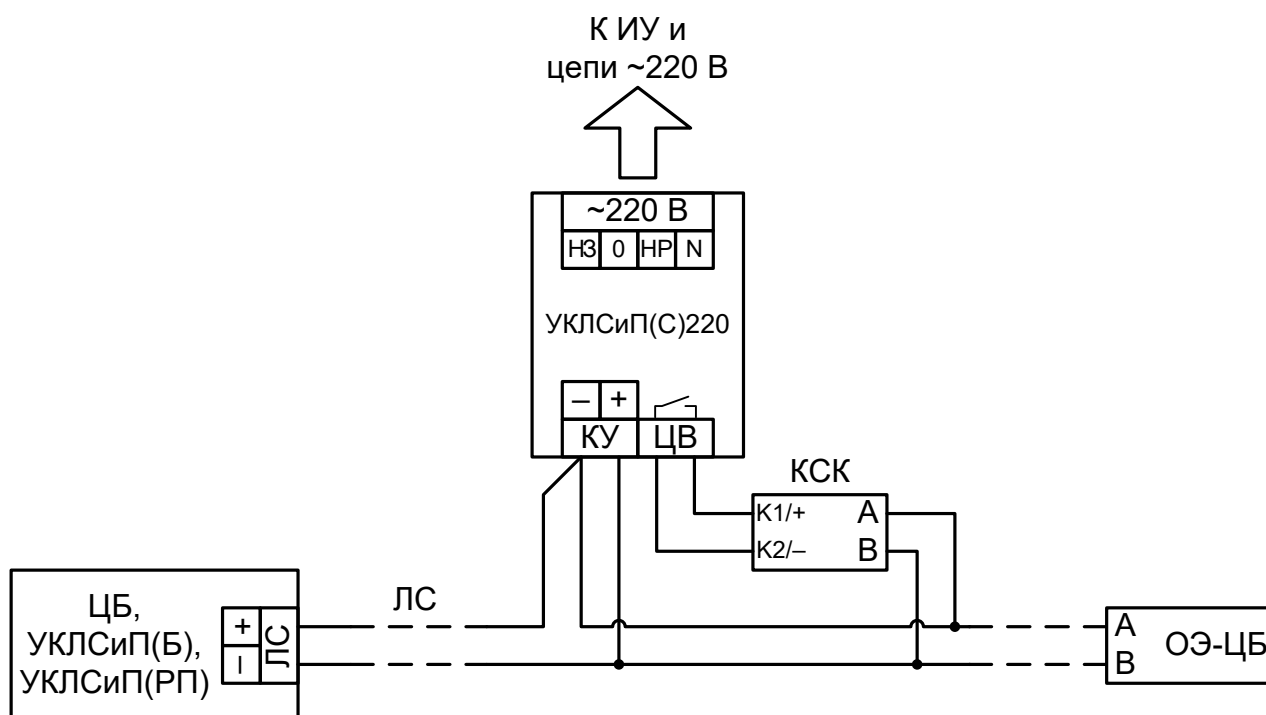 К ИУ и
цепи ~220 В
~220 В
НЗ 0 НР N
УКЛСиП(С)220
– +
КУ ЦВ
КСК
К1/+ А
К2/– В
ЦБ,
УКЛСиП(Б),
УКЛСиП(РП)
+
–
ЛС
ЛС
А
В
ОЭ-ЦБ